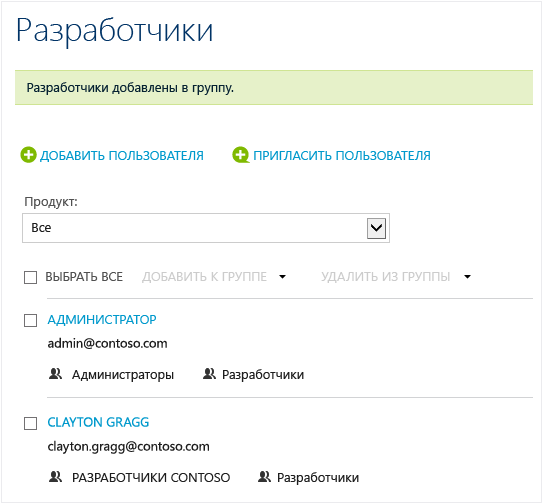 Разработчики
Разработчики добавлены в группу.
ДОБАВИТЬ ПОЛЬЗОВАТЕЛЯ ПРИГЛАСИТЬ ПОЛЬЗОВАТЕЛЯ
Продукт:
Все
ВЫБРАТЬ ВСЕ ДОБАВИТЬ К ГРУППЕ УДАЛИТЬ ИЗ ГРУППЫ
АДМИНИСТРАТОР
admin@contoso.com
Администраторы Разработчики
CLAYTON GRAGG
clayton.gragg@contoso.com
РАЗРАБОТЧИКИ CONTOSO Разработчики